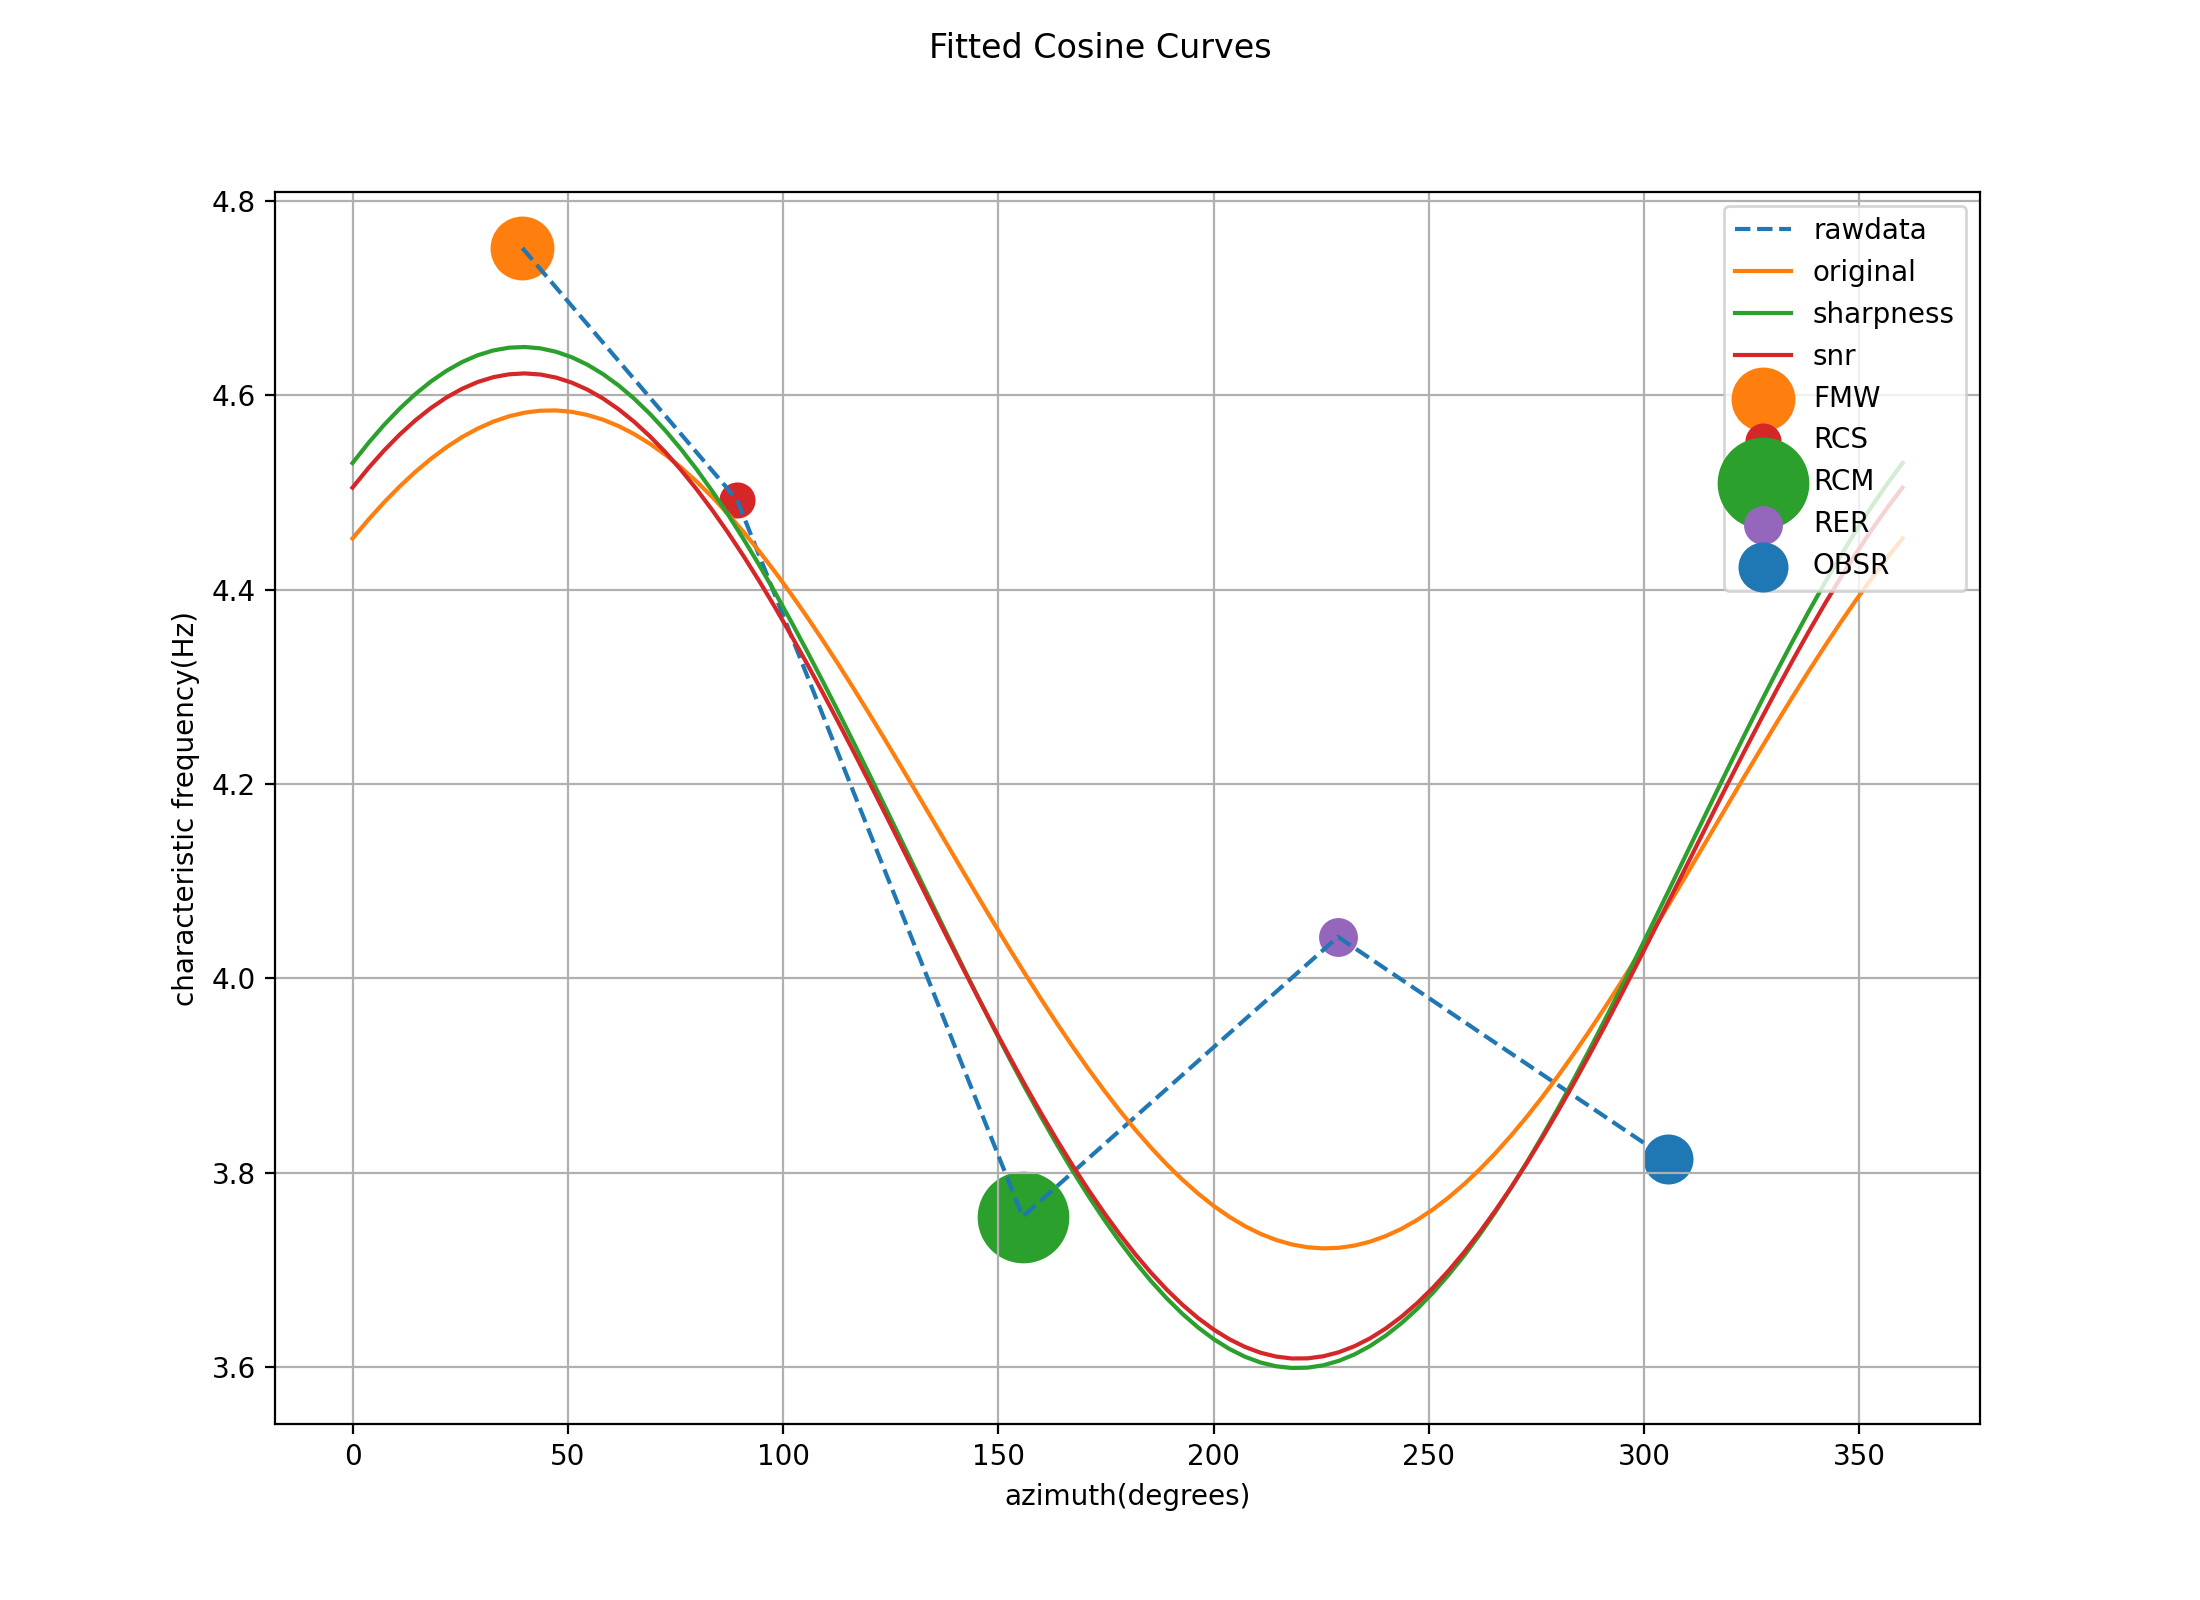 Fitted Cosine Curves
4.8
4.6
4.4
4.2
4.0
3.8
3.6
characteristic frequency(Hz)
rawdata
original
sharpness
snr
FMW
RCS
RCM
RER
OBSR
0 50 100 150 200 250 300 350
azimuth(degrees)